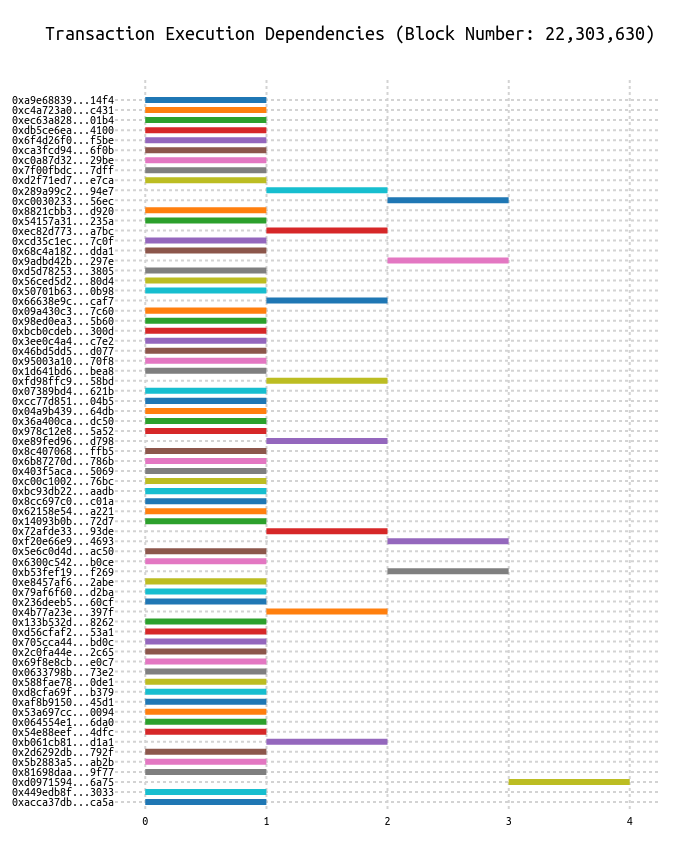 Transaction Execution Dependencies (Block Number: 22,303,630)
0xa9e68839...14f4
0xc4a723a0...c431
0xec63a828...01b4
0xdb5ce6ea...4100
0x6f4d26f0...f5be
0xca3fcd94...6f0b
0xc0a87d32...29be
0x7f00fbdc...7dff
0xd2f71ed7...e7ca
0x289a99c2...94e7
0xc0030233...56ec
0x8821cbb3...d920
0x54157a31...235a
0xec82d773...a7bc
0xcd35c1ec...7c0f
0x68c4a182...dda1
0x9adbd42b...297e
0xd5d78253...3805
0x56ced5d2...80d4
0x50701b63...0b98
0x66638e9c...caf7
0x09a430c3...7c60
0x98ed0ea3...5b60
0xbcb0cdeb...300d
0x3ee0c4a4...c7e2
0x46bd5dd5...d077
0x95003a10...70f8
0x1d641bd6...bea8
0xfd98ffc9...58bd
0x07389bd4...621b
0xcc77d851...04b5
0x04a9b439...64db
0x36a400ca...dc50
0x978c12e8...5a52
0xe89fed96...d798
0x8c407068...ffb5
0x6b87270d...786b
0x403f5aca...5069
0xc00c1002...76bc
0xbc93db22...aadb
0x8cc697c0...c01a
0x62158e54...a221
0x14093b0b...72d7
0x72afde33...93de
0xf20e66e9...4693
0x5e6c0d4d...ac50
0x6300c542...b0ce
0xb53fef19...f269
0xe8457af6...2abe
0x79af6f60...d2ba
0x236deeb5...60cf
0x4b77a23e...397f
0x133b532d...8262
0xd56cfaf2...53a1
0x705cca44...bd0c
0x2c0fa44e...2c65
0x69f8e8cb...e0c7
0x0633798b...73e2
0x588fae78...0de1
0xd8cfa69f...b379
0xaf8b9150...45d1
0x53a697cc...0094
0x064554e1...6da0
0x54e88eef...4dfc
0xb061cb81...d1a1
0x2d6292db...792f
0x5b2883a5...ab2b
0x81698daa...9f77
0xd0971594...6a75
0x449edb8f...3033
0xacca37db...ca5a
0 1 2 3 4